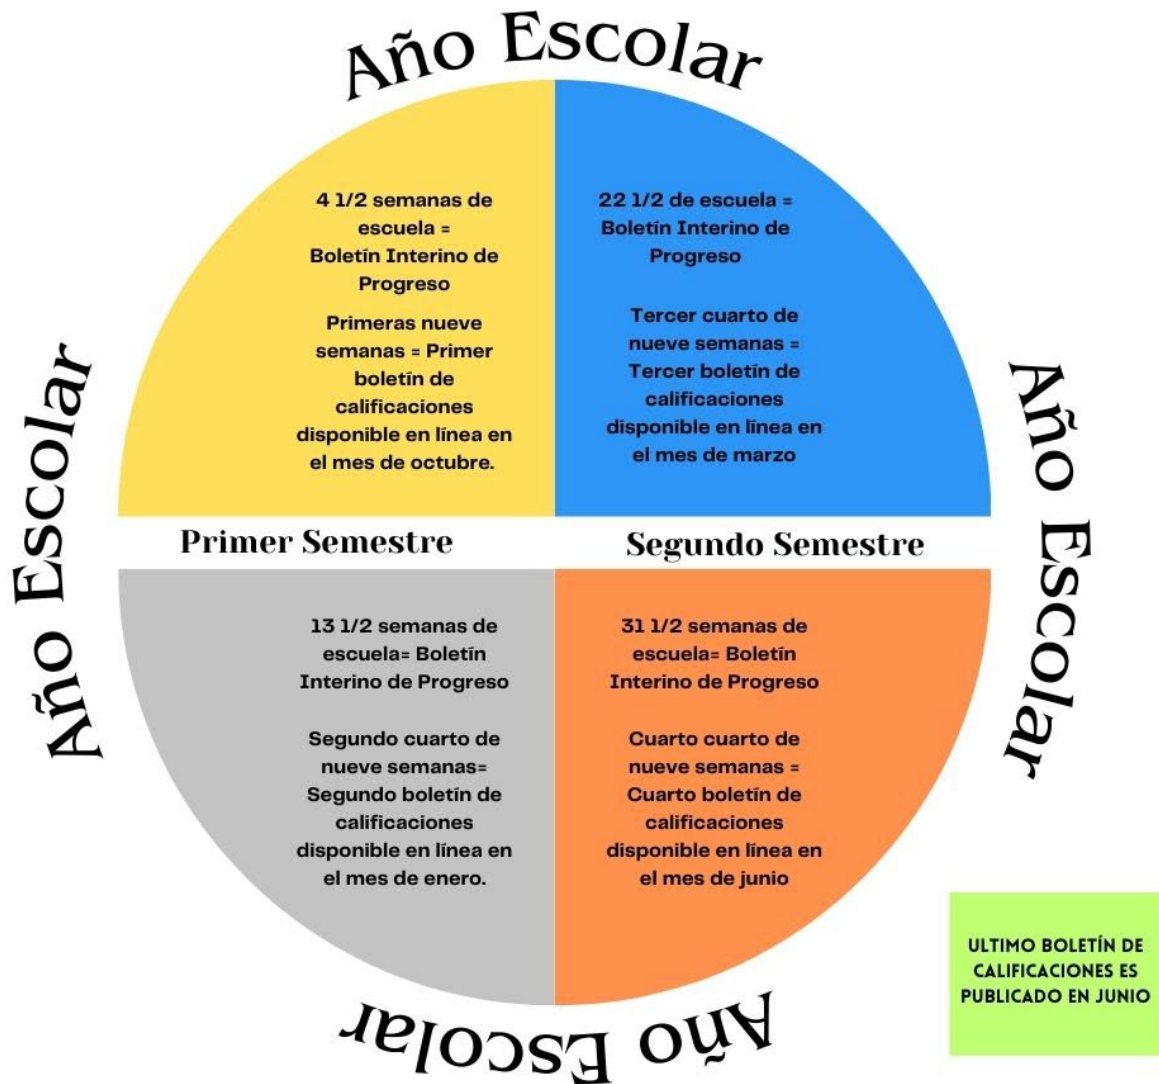 Año Escolar
4 1/2 semanas de
escuela =
Boletín Interino de
Progreso
Primeras nueve
semanas = Primer
boletín de
calificaciones
disponible en línea en
el mes de octubre.
22 1/2 de escuela =
Boletín Interino de
Progreso
Tercer cuarto de
nueve semanas =
Tercer boletín de
calificaciones
disponible en línea en
el mes de marzo
Año Escolar
Año Escolar
Primer Semestre
Segundo Semestre
13 1/2 semanas de
escuela= Boletín
Interino de Progreso
Segundo cuarto de
nueve semanas=
Segundo boletín de
calificaciones
disponible en línea en
el mes de enero.
31 1/2 semanas de
escuela= Boletín
Interino de Progreso
Cuarto cuarto de
nueve semanas =
Cuarto boletín de
calificaciones
disponible en línea en
el mes de junio
ULTIMO BOLETÍN DE
CALIFICACIONES ES
PUBLICADO EN JUNIO
Año Escolar